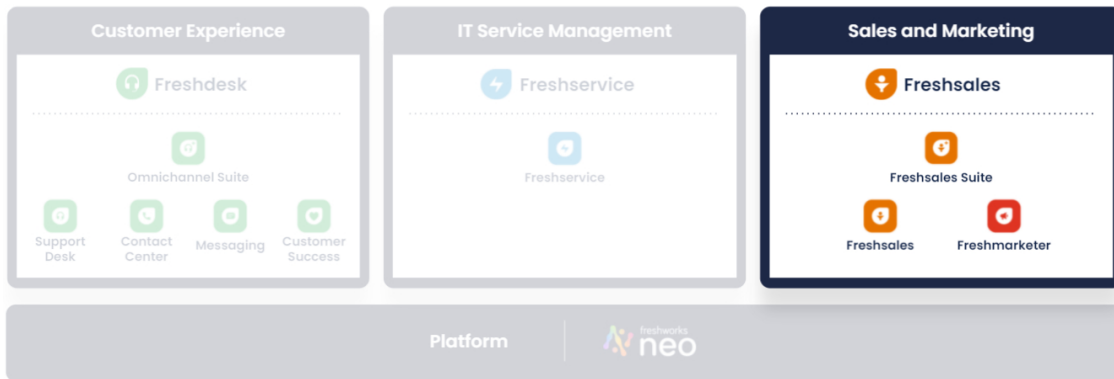 Customer Experience
Freshdesk
Omnichannel Suite
Support
Desk
Contact
Center
Messaging
Customer
Success
IT Service Management
Freshservice
Freshservice
Sales and Marketing
Freshsales
Freshsales Suite
Freshsales
Freshmarketer
Platform
freshworks
neo